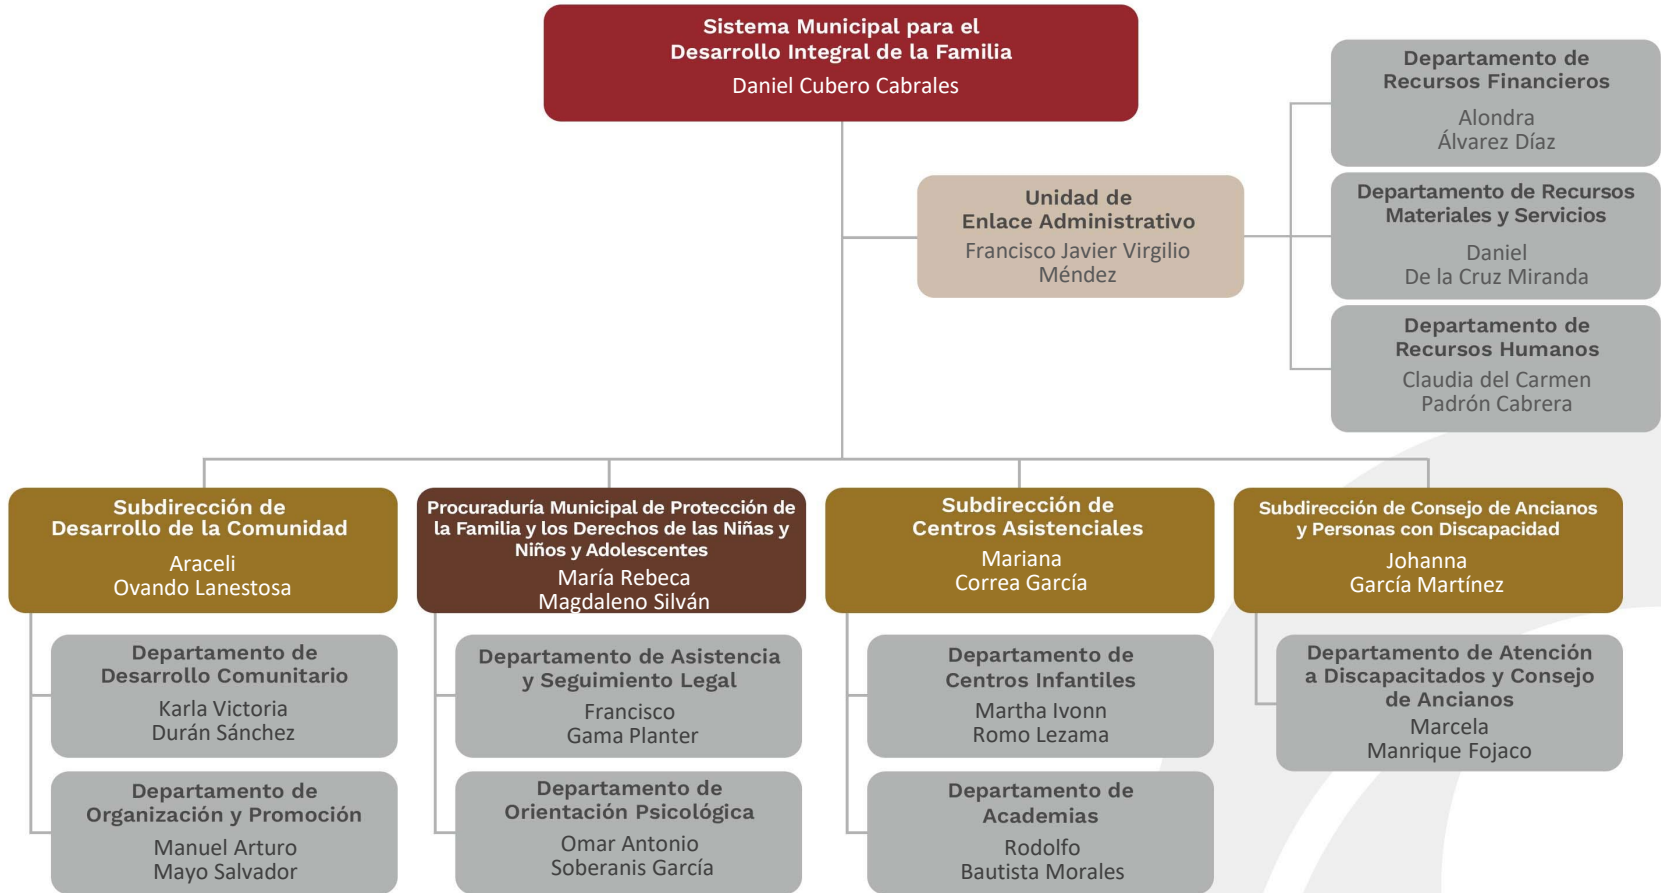 Sistema Municipal para el
Desarrollo Integral de la Familia
Daniel Cubero Cabrales
Departamento de
Recursos Financieros
Alondra
Álvarez Díaz
Unidad de
Enlace Administrativo
Francisco Javier Virgilio
Méndez
Departamento de Recursos
Materiales y Servicios
Daniel
De la Cruz Miranda
Departamento de
Recursos Humanos
Claudia del Carmen
Padrón Cabrera
Subdirección de
Desarrollo de la Comunidad
Araceli
Ovando Lanestosa
Procuraduría Municipal de Protección de
la Familia y los Derechos de las Niñas y
Niños y Adolescentes
María Rebeca
Magdaleno Silván
Subdirección de
Centros Asistenciales
Mariana
Correa García
Subdirección de Consejo de Ancianos
y Personas con Discapacidad
Johanna
García Martínez
Departamento de
Desarrollo Comunitario
Karla Victoria
Durán Sánchez
Departamento de Asistencia
y Seguimiento Legal
Francisco
Gama Planter
Departamento de
Centros Infantiles
Martha Ivonn
Romo Lezama
Departamento de Atención
a Discapacitados y Consejo
de Ancianos
Marcela
Manrique Fojaco
Departamento de
Organización y Promoción
Manuel Arturo
Mayo Salvador
Departamento de
Orientación Psicológica
Omar Antonio
Soberanis García
Departamento de
Academias
Rodolfo
Bautista Morales